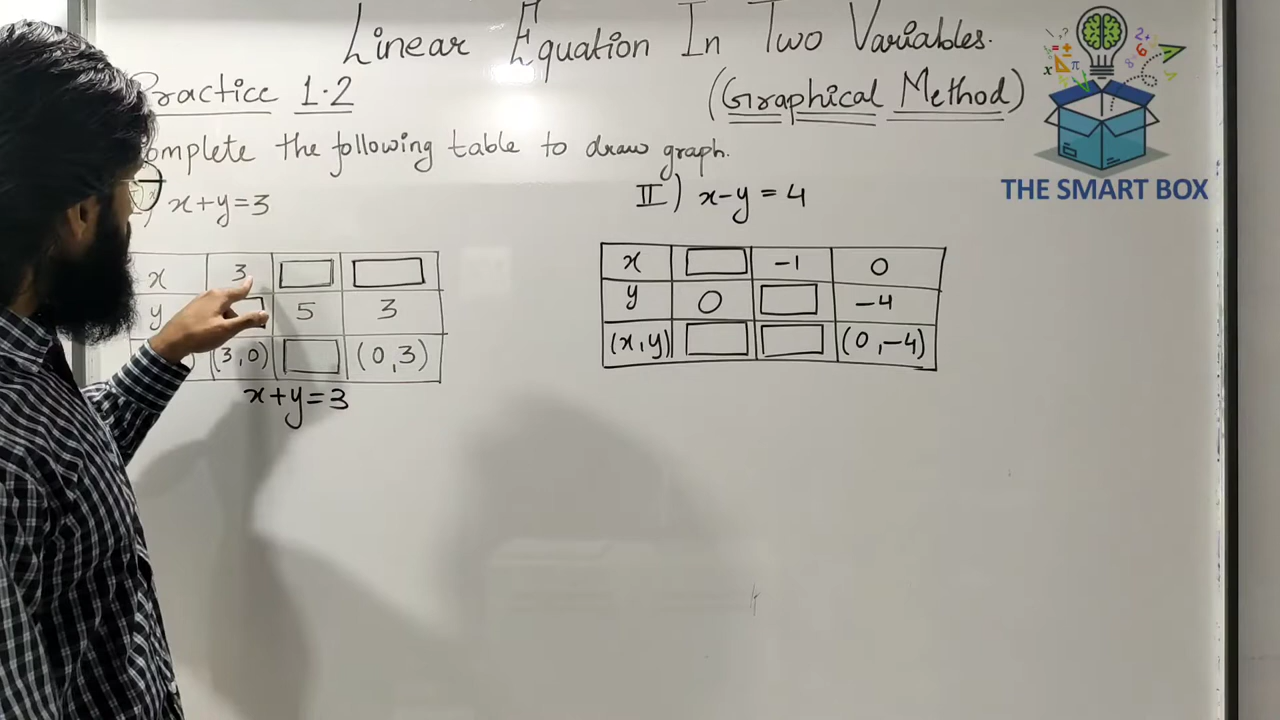 Linear Equation In Two Variables.
Practice 1.2
(Graphical Method)
omplete the following table to draw graph.
I) x+y=3
x 3
y 5 3
(3,0) (0,3)
x+y=3
II) x-y=4
x -1 0
y 0 -4
(x,y) (0,-4)
THE SMART BOX